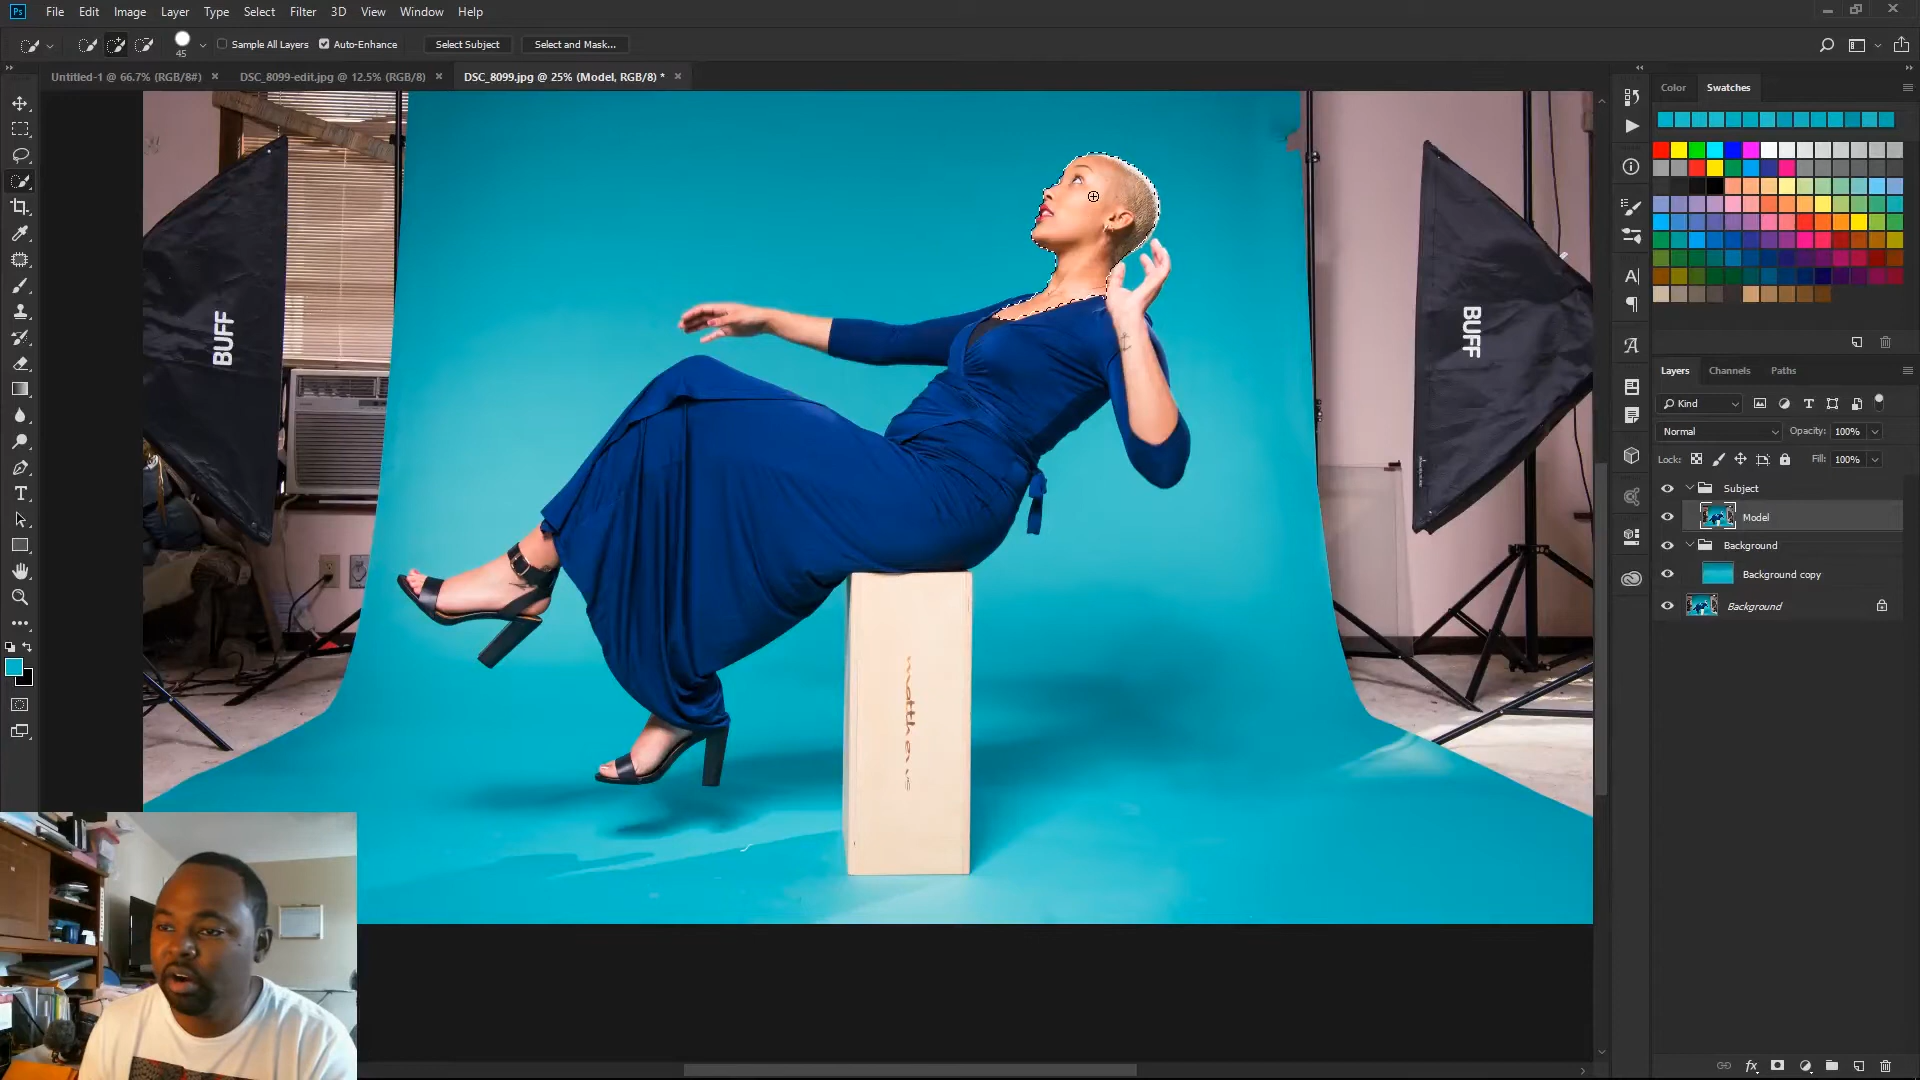 Ps File Edit Image Layer Type Select Filter 3D View Window Help
45 Sample All Layers Auto-Enhance Select Subject Select and Mask...
Untitled-1 @ 66.7% (RGB/8#) × DSC_8099-edit.jpg @ 12.5% (RGB/8) × DSC_8099.jpg @ 25% (Model, RGB/8) * ×
Color Swatches
BUFF
BUFF
Layers Channels Paths
Kind
Normal Opacity: 100%
Lock: Fill: 100%
Subject
Model
Background
Background copy
Background